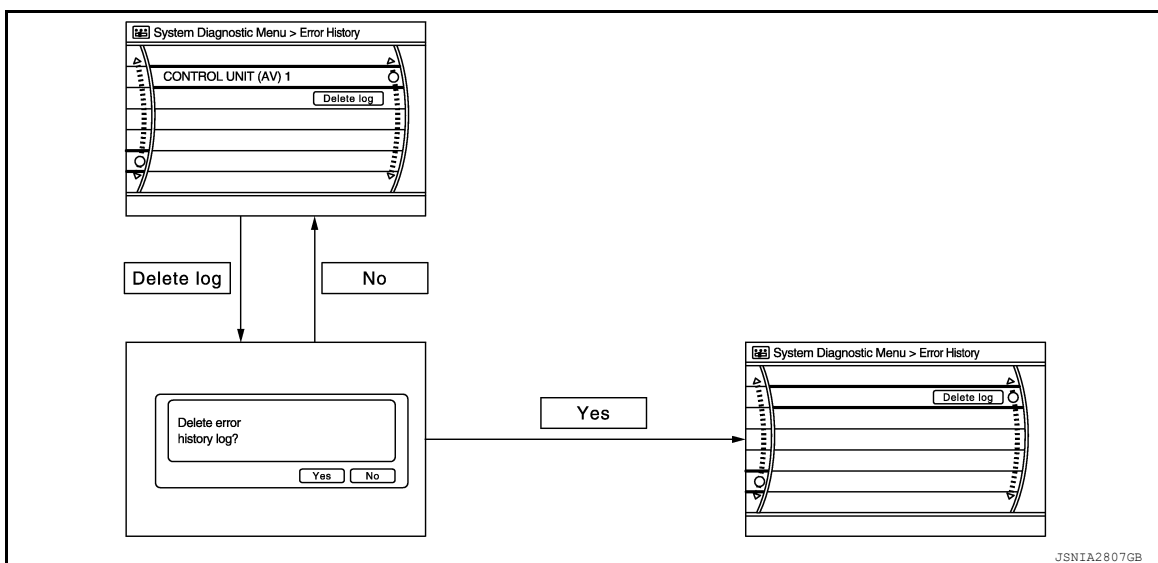 System Diagnostic Menu > Error History
CONTROL UNIT (AV) 1
Delete log
Delete log
No
Delete error
history log?
Yes No
Yes
System Diagnostic Menu > Error History
Delete log
JSNIA2807GB